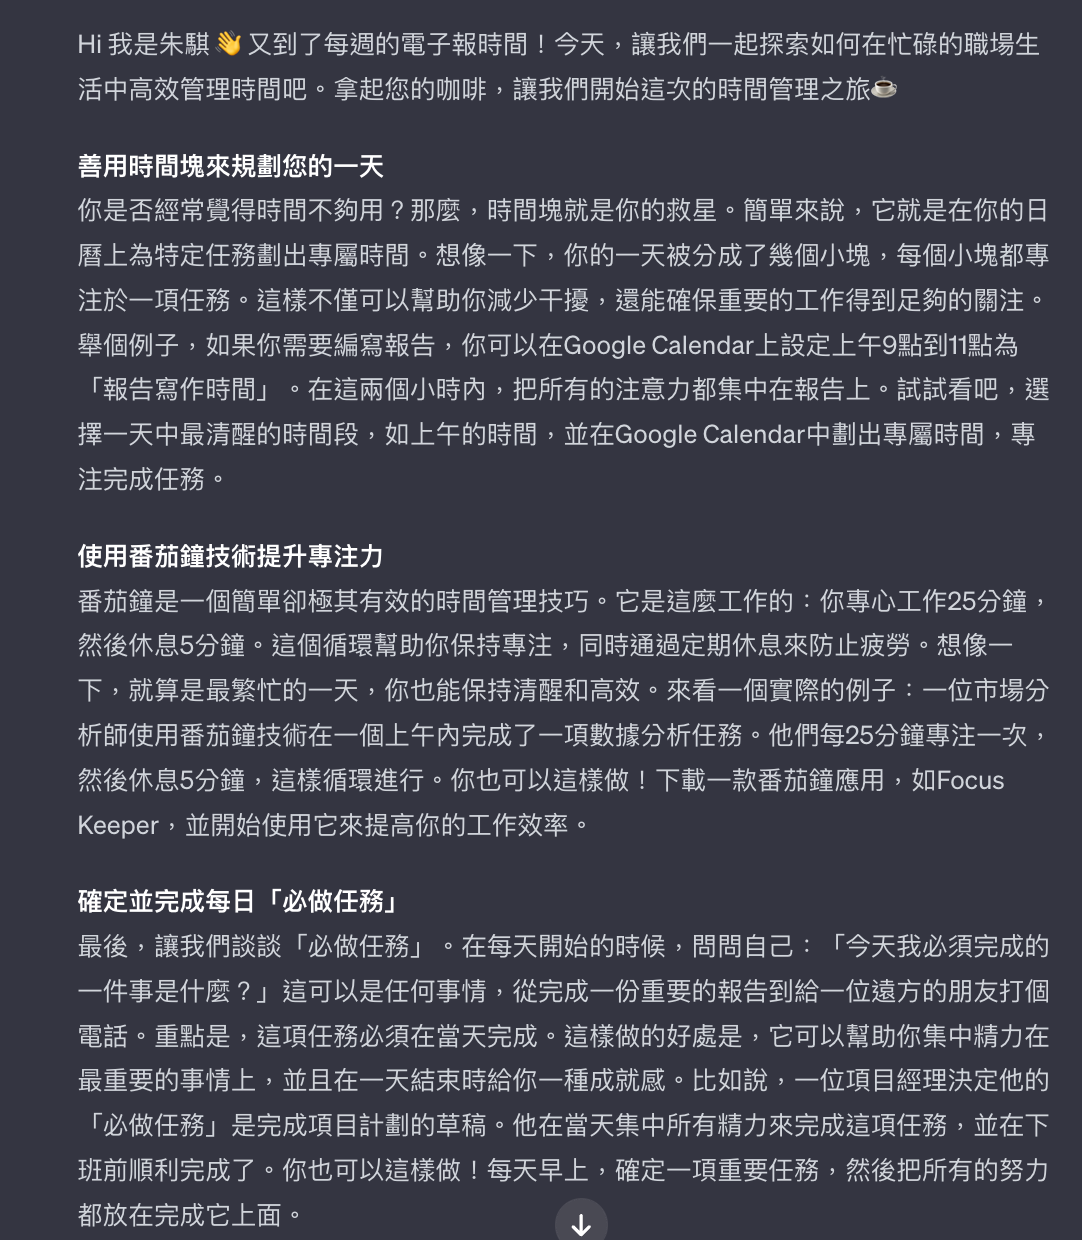 Hi 我是朱騏👋 又到了每週的電子報時間！今天，讓我們一起探索如何在忙碌的職場生
活中高效管理時間吧。拿起您的咖啡，讓我們開始這次的時間管理之旅☕
善用時間塊來規劃您的一天
你是否經常覺得時間不夠用？那麼，時間塊就是你的救星。簡單來說，它就是在你的日
曆上為特定任務劃出專屬時間。想像一下，你的一天被分成了幾個小塊，每個小塊都專
注於一項任務。這樣不僅可以幫助你減少干擾，還能確保重要的工作得到足夠的關注。
舉個例子，如果你需要編寫報告，你可以在Google Calendar上設定上午9點到11點為
「報告寫作時間」。在這兩個小時內，把所有的注意力都集中在報告上。試試看吧，選
擇一天中最清醒的時間段，如上午的時間，並在Google Calendar中劃出專屬時間，專
注完成任務。
使用番茄鐘技術提升專注力
番茄鐘是一個簡單卻極其有效的時間管理技巧。它是這麼工作的：你專心工作25分鐘，
然後休息5分鐘。這個循環幫助你保持專注，同時通過定期休息來防止疲勞。想像一
下，就算是最繁忙的一天，你也能保持清醒和高效。來看一個實際的例子：一位市場分
析師使用番茄鐘技術在一個上午內完成了一項數據分析任務。他們每25分鐘專注一次，
然後休息5分鐘，這樣循環進行。你也可以這樣做！下載一款番茄鐘應用，如Focus
Keeper，並開始使用它來提高你的工作效率。
確定並完成每日「必做任務」
最後，讓我們談談「必做任務」。在每天開始的時候，問問自己：「今天我必須完成的
一件事是什麼？」這可以是任何事情，從完成一份重要的報告到給一位遠方的朋友打個
電話。重點是，這項任務必須在當天完成。這樣做的好處是，它可以幫助你集中精力在
最重要的事情上，並且在一天結束時給你一種成就感。比如說，一位項目經理決定他的
「必做任務」是完成項目計劃的草稿。他在當天集中所有精力來完成這項任務，並在下
班前順利完成了。你也可以這樣做！每天早上，確定一項重要任務，然後把所有的努力
都放在完成它上面。